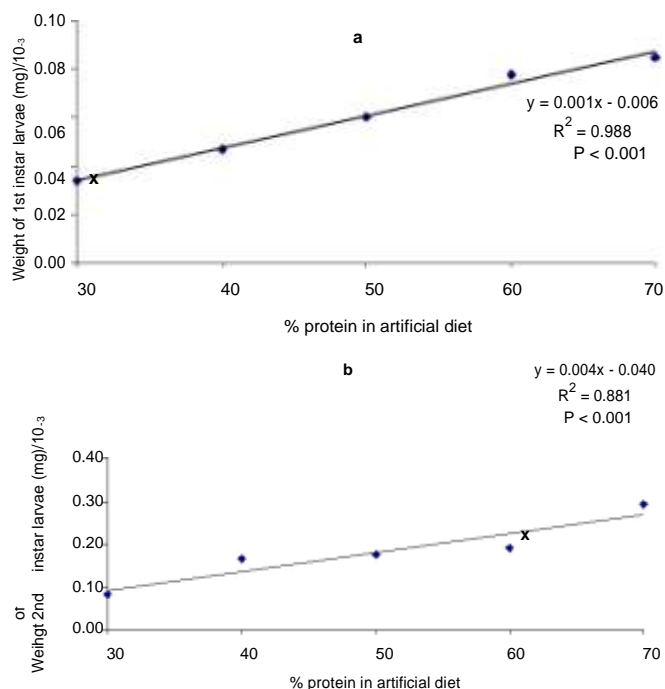 0.10
a
0.08
y = 0.001x - 0.006
R2 = 0.988
P < 0.001
0.06
0.04
0.02
0.00
Weight of 1st instar larvae (mg)/10-3
x
30 40 50 60 70
% protein in artificial diet
b
y = 0.004x - 0.040
R2 = 0.881
P < 0.001
0.40
0.30
0.20
0.10
0.00
of
Weihgt 2nd instar larvae (mg)/10-3
x
30 40 50 60 70
% protein in artificial diet